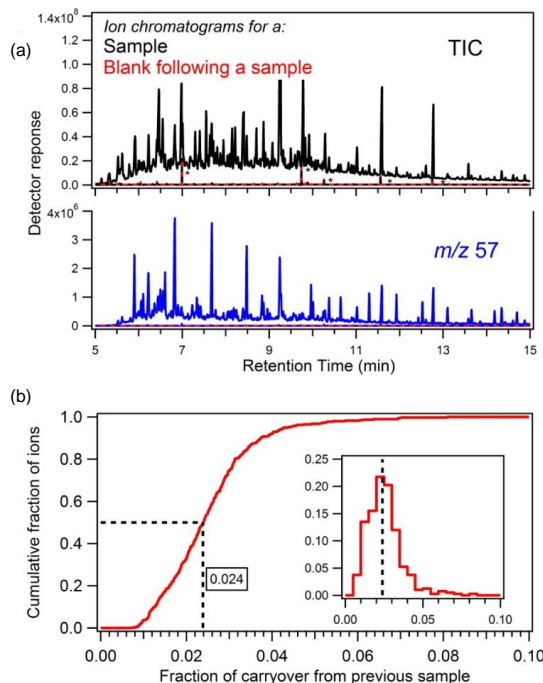 (a)
Ion chromatograms for a:
Sample
Blank following a sample
TIC
1.4x10⁸
1.2
1.0
0.8
0.6
0.4
0.2
0.0
* * * * *
Detector reponse
4x10⁶
3
2
1
0
m/z 57
5 7 9 11 13 15
Retention Time (min)
(b)
Cumulative fraction of ions
1.0
0.8
0.6
0.4
0.2
0.0
0.024
0.25
0.20
0.15
0.10
0.05
0.00
0.00 0.05 0.10
0.00 0.02 0.04 0.06 0.08 0.10
Fraction of carryover from previous sample